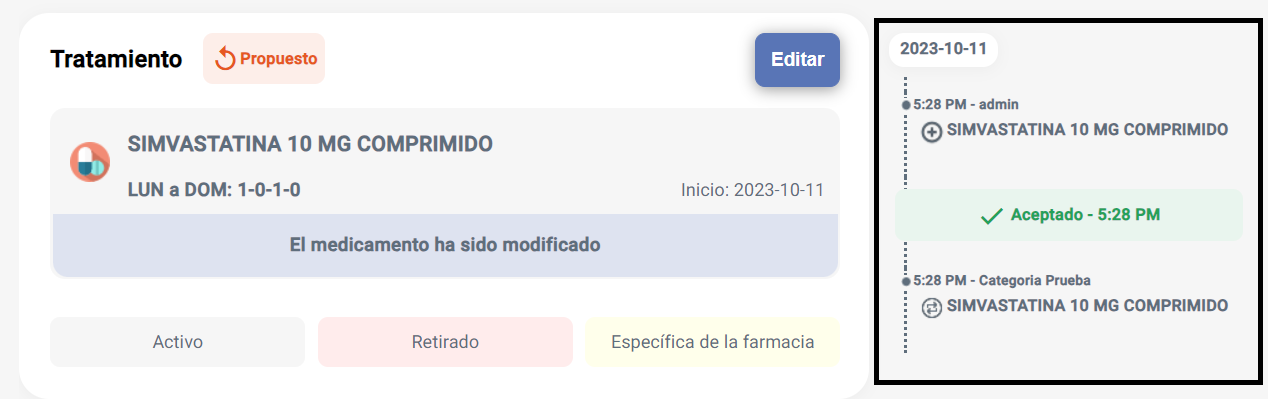 Tratamiento
Propuesto
Editar
SIMVASTATINA 10 MG COMPRIMIDO
LUN a DOM: 1-0-1-0
Inicio: 2023-10-11
El medicamento ha sido modificado
Activo
Retirado
Específica de la farmacia
2023-10-11
5:28 PM - admin
SIMVASTATINA 10 MG COMPRIMIDO
Aceptado - 5:28 PM
5:28 PM - Categoria Prueba
SIMVASTATINA 10 MG COMPRIMIDO